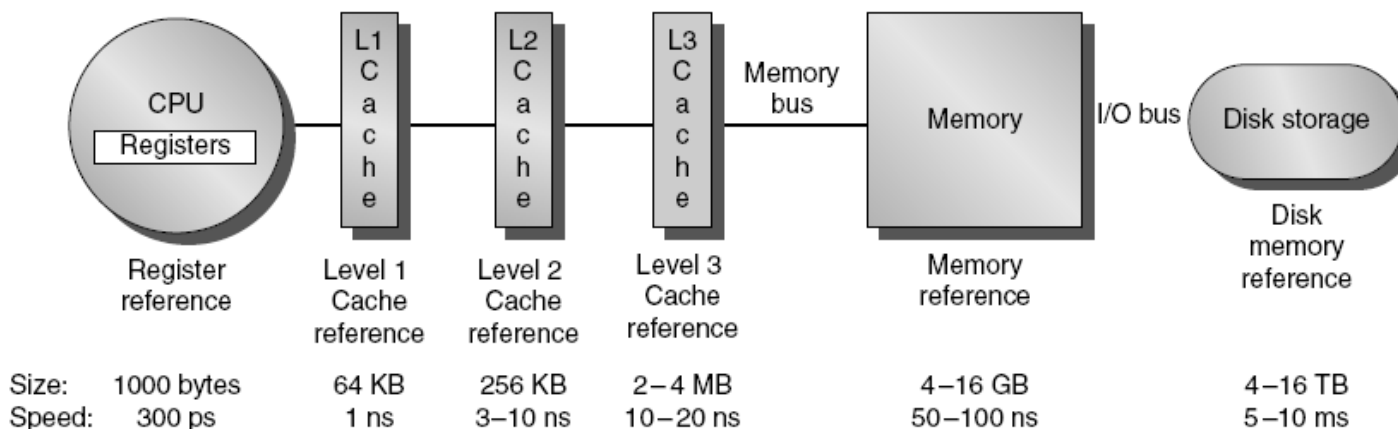 CPU
Registers
L1
C
a
c
h
e
L2
C
a
c
h
e
L3
C
a
c
h
e
Memory
bus
Memory
I/O bus
Disk storage
Register
reference
Level 1
Cache
reference
Level 2
Cache
reference
Level 3
Cache
reference
Memory
reference
Disk
memory
reference
Size: 1000 bytes 64 KB 256 KB 2–4 MB 4–16 GB 4–16 TB
Speed: 300 ps 1 ns 3–10 ns 10–20 ns 50–100 ns 5–10 ms